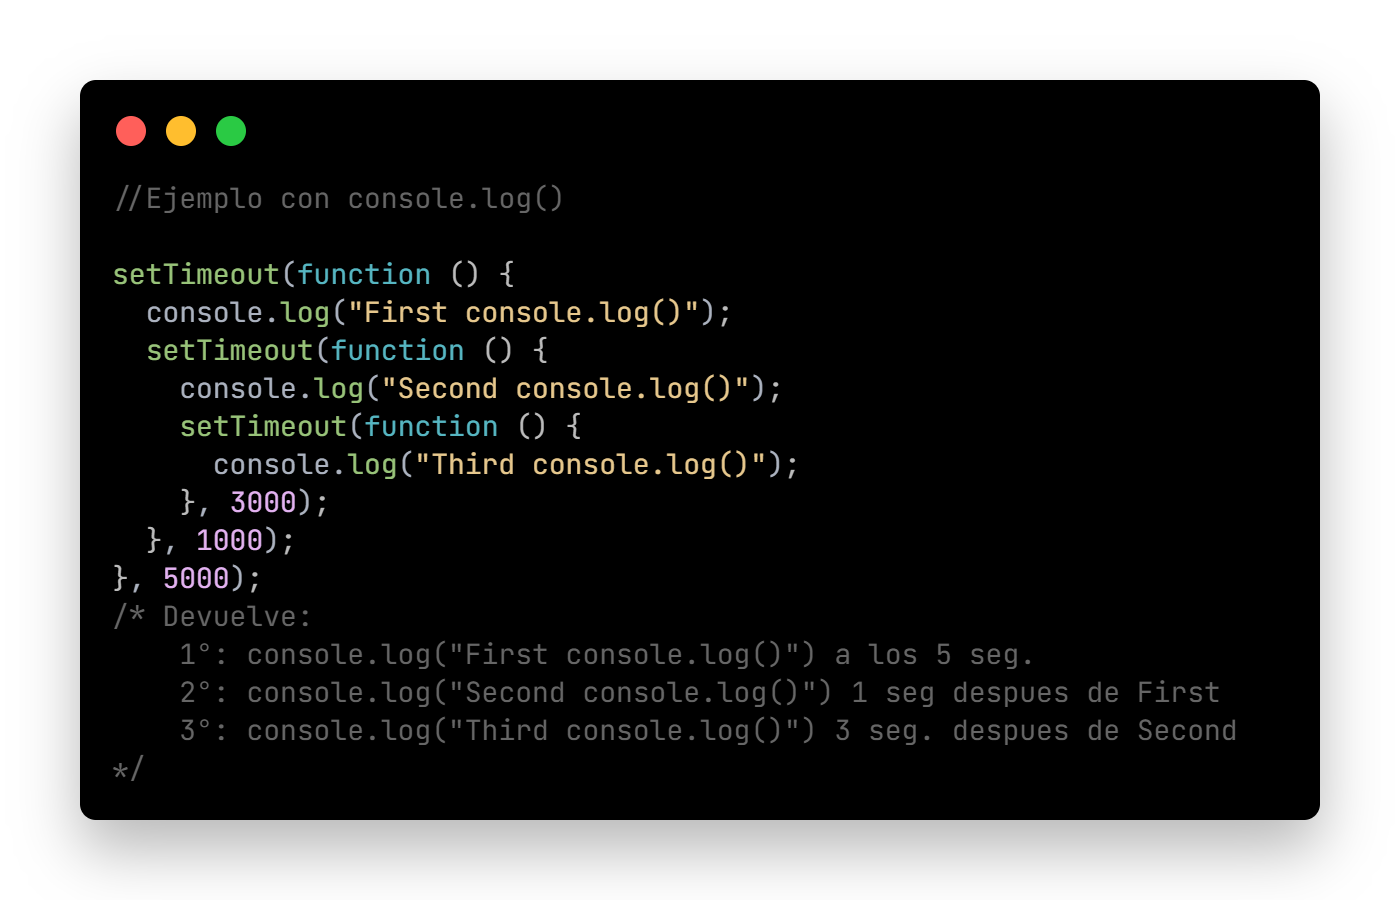 //Ejemplo con console.log()
setTimeout(function () {
  console.log("First console.log()");
  setTimeout(function () {
    console.log("Second console.log()");
    setTimeout(function () {
      console.log("Third console.log()");
    }, 3000);
  }, 1000);
}, 5000);
/* Devuelve:
    1°: console.log("First console.log()") a los 5 seg.
    2°: console.log("Second console.log()") 1 seg despues de First
    3°: console.log("Third console.log()") 3 seg. despues de Second
*/